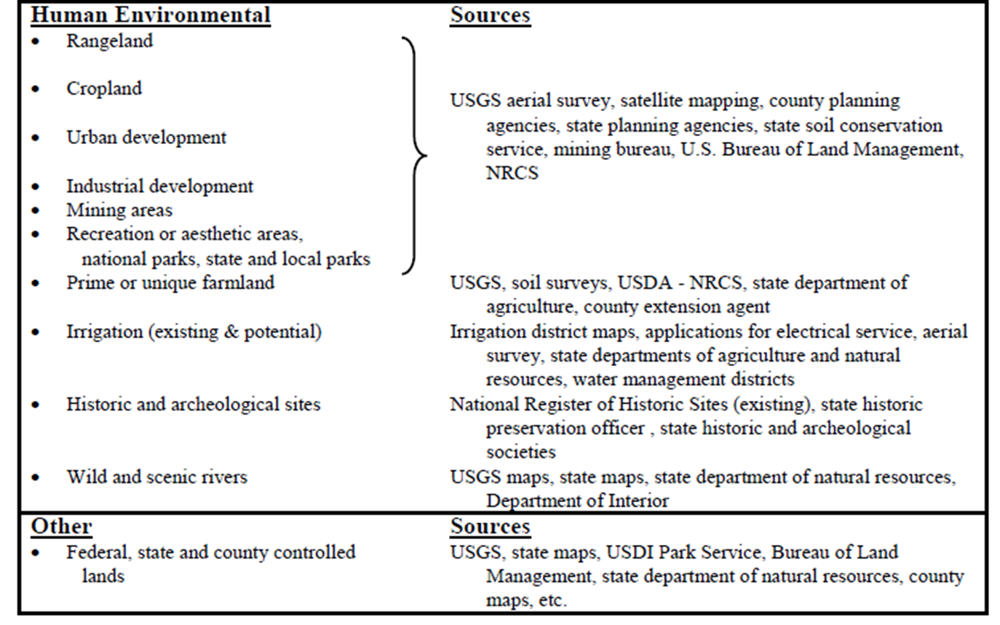 Human Environmental
Sources
• Rangeland
• Cropland
• Urban development
• Industrial development
• Mining areas
• Recreation or aesthetic areas,
national parks, state and local parks
USGS aerial survey, satellite mapping, county planning
agencies, state planning agencies, state soil conservation
service, mining bureau, U.S. Bureau of Land Management,
NRCS
• Prime or unique farmland
USGS, soil surveys, USDA - NRCS, state department of
agriculture, county extension agent
• Irrigation (existing & potential)
Irrigation district maps, applications for electrical service, aerial
survey, state departments of agriculture and natural
resources, water management districts
• Historic and archeological sites
National Register of Historic Sites (existing), state historic
preservation officer , state historic and archeological
societies
• Wild and scenic rivers
USGS maps, state maps, state department of natural resources,
Department of Interior
Other
Sources
• Federal, state and county controlled
lands
USGS, state maps, USDI Park Service, Bureau of Land
Management, state department of natural resources, county
maps, etc.